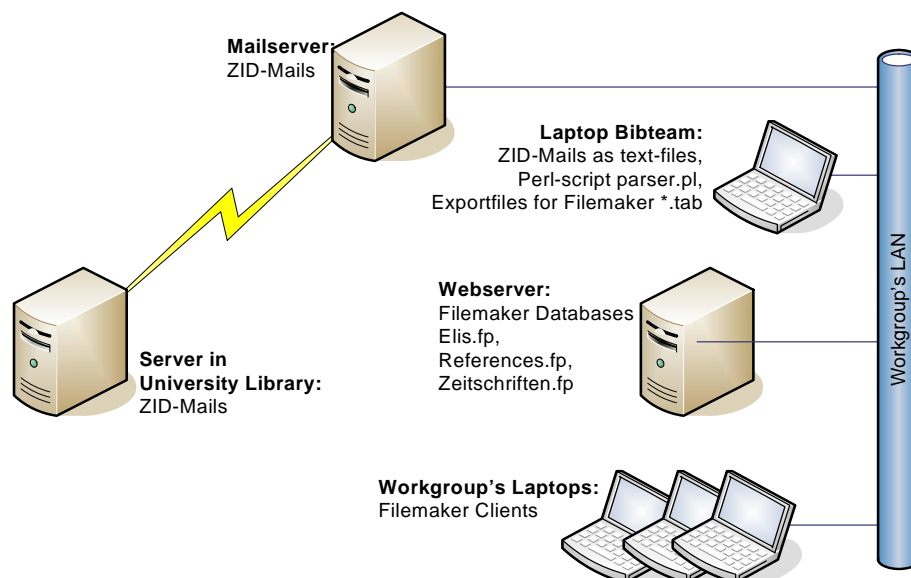 Mailserver:
ZID-Mails
Laptop Bibteam:
ZID-Mails as text-files,
Perl-script parser.pl,
Exportfiles for Filemaker *.tab
Webserver:
Filemaker Databases
Elis.fp,
References.fp,
Zeitschriften.fp
Server in
University Library:
ZID-Mails
Workgroup's Laptops:
Filemaker Clients
Workgroup's LAN